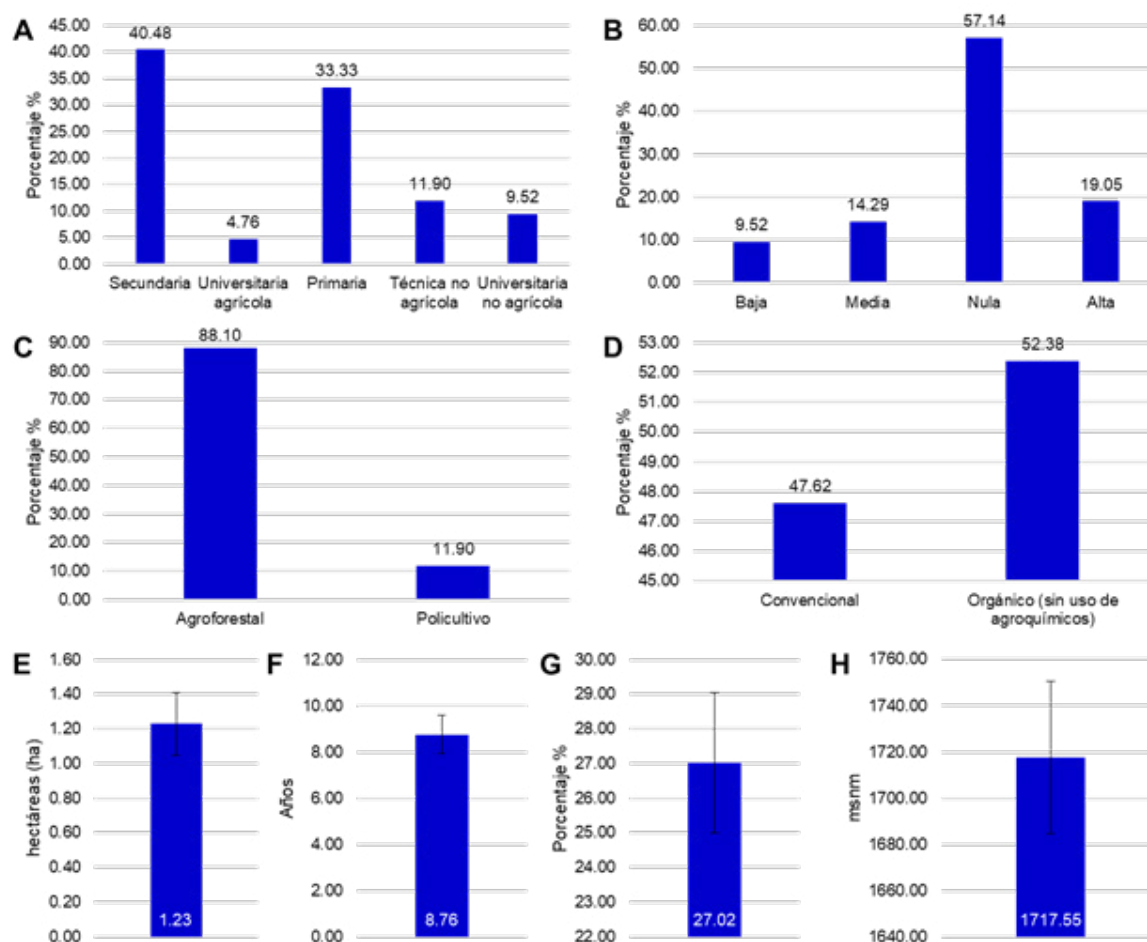 A
Porcentaje %
45.00
40.00
35.00
30.00
25.00
20.00
15.00
10.00
5.00
0.00
40.48
4.76
33.33
11.90
9.52
Secundaria
Universitaria
agrícola
Primaria
Técnica no
agrícola
Universitaria
no agrícola
B
Porcentaje %
60.00
50.00
40.00
30.00
20.00
10.00
0.00
9.52
14.29
57.14
19.05
Baja
Media
Nula
Alta
C
Porcentaje %
90.00
80.00
70.00
60.00
50.00
40.00
30.00
20.00
10.00
0.00
88.10
11.90
Agroforestal
Policultivo
D
Porcentaje %
53.00
52.00
51.00
50.00
49.00
48.00
47.00
46.00
45.00
47.62
52.38
Convencional
Orgánico (sin uso de
agroquímicos)
E
hectáreas (ha)
1.60
1.40
1.20
1.00
0.80
0.60
0.40
0.20
0.00
1.23
F
Años
12.00
10.00
8.00
6.00
4.00
2.00
0.00
8.76
G
Porcentaje %
30.00
29.00
28.00
27.00
26.00
25.00
24.00
23.00
22.00
27.02
H
msnm
1760.00
1740.00
1720.00
1700.00
1680.00
1660.00
1640.00
1717.55